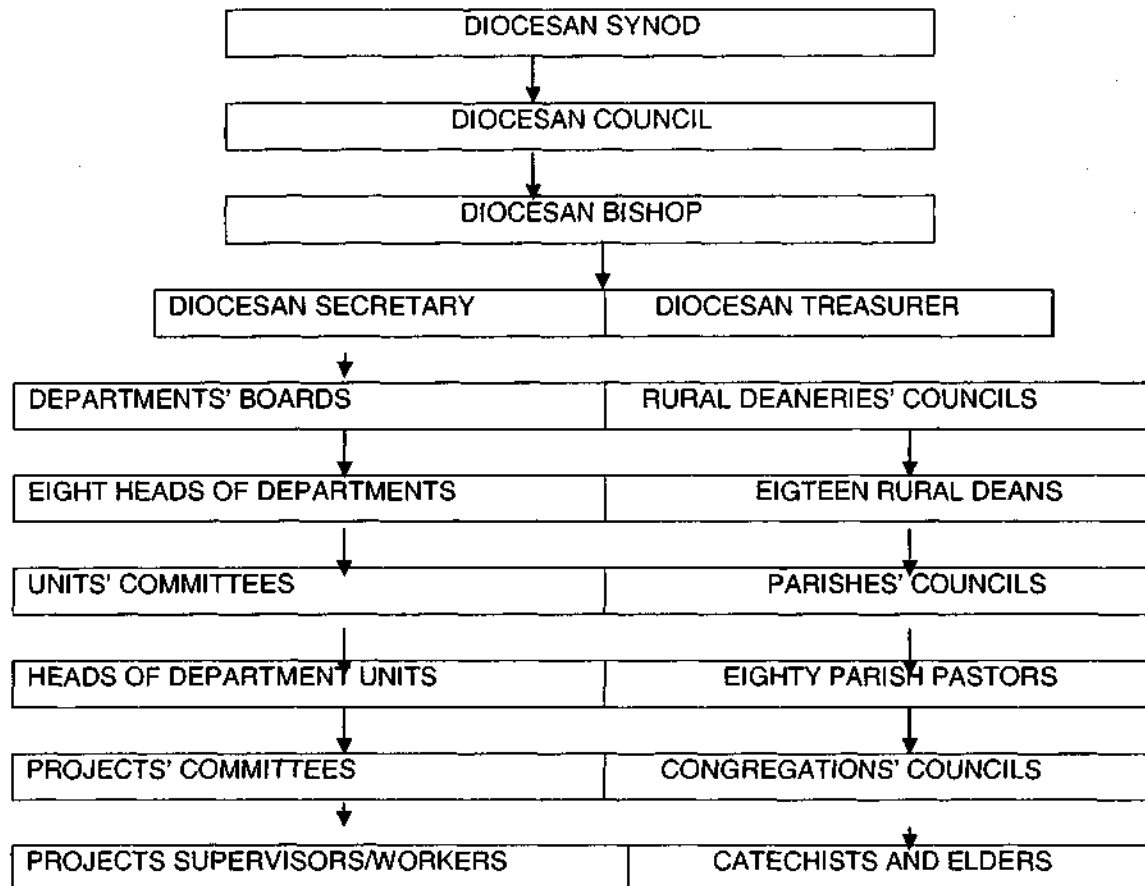 DIOCESAN SYNOD
DIOCESAN COUNCIL
DIOCESAN BISHOP
DIOCESAN SECRETARY
DIOCESAN TREASURER
DEPARTMENTS' BOARDS
RURAL DEANERIES' COUNCILS
EIGHT HEADS OF DEPARTMENTS
EIGTEEN RURAL DEANS
UNITS' COMMITTEES
PARISHES' COUNCILS
HEADS OF DEPARTMENT UNITS
EIGHTY PARISH PASTORS
PROJECTS' COMMITTEES
CONGREGATIONS' COUNCILS
PROJECTS SUPERVISORS/WORKERS
CATECHISTS AND ELDERS